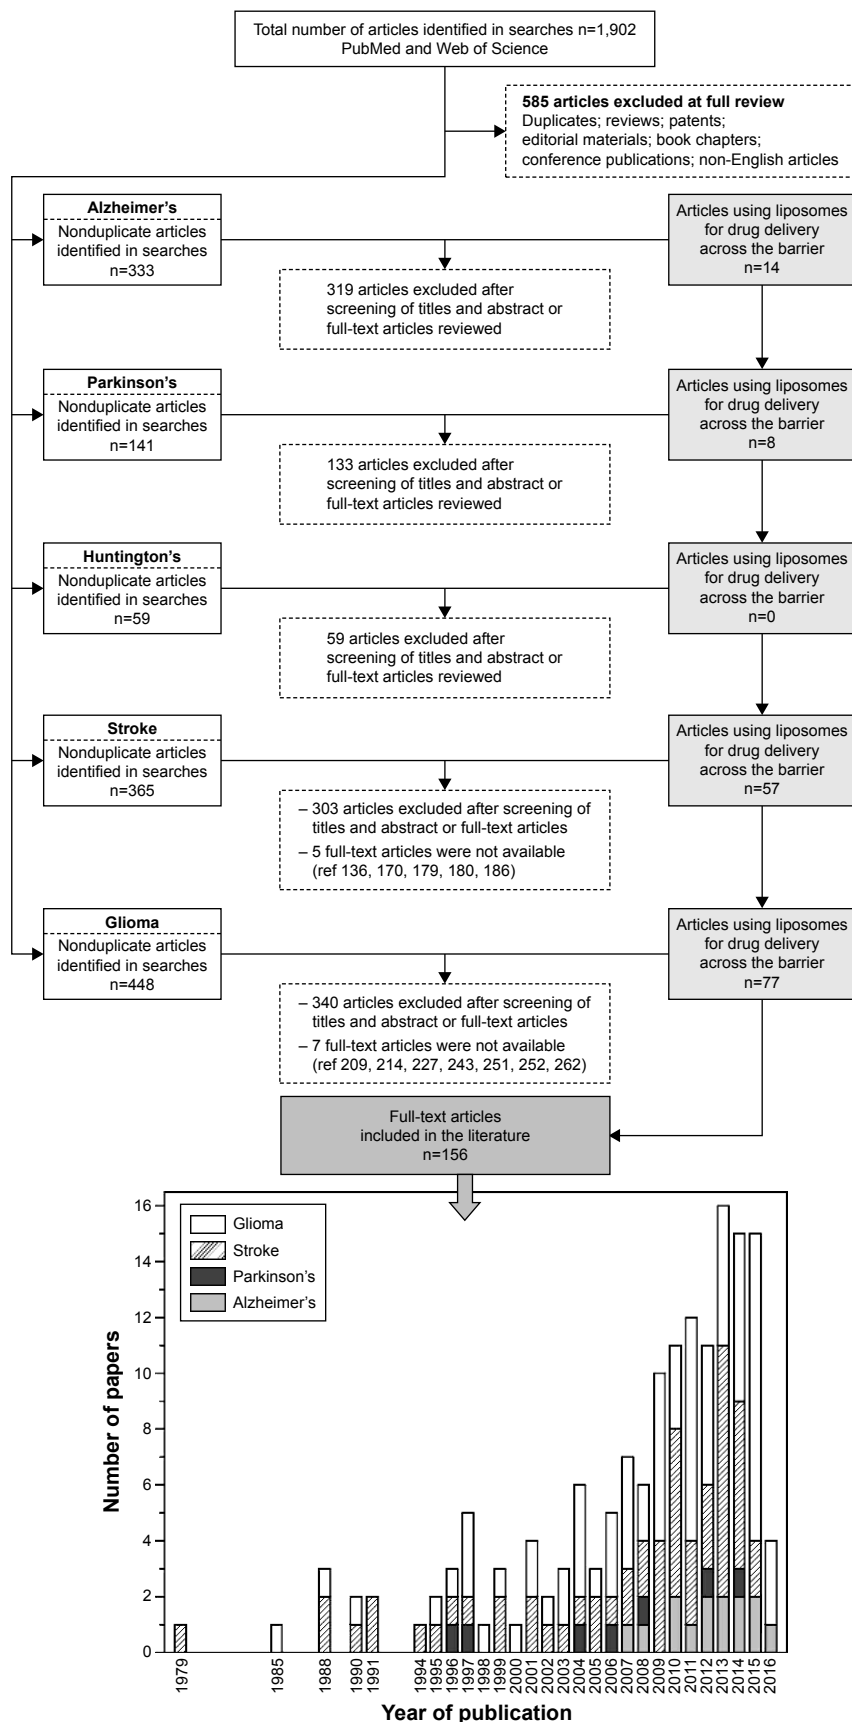 Total number of articles identified in searches n=1,902
PubMed and Web of Science
585 articles excluded at full review
Duplicates; reviews; patents;
editorial materials; book chapters;
conference publications; non-English articles
Alzheimer's
Nonduplicate articles
identified in searches
n=333
Articles using liposomes
for drug delivery
across the barrier
n=14
319 articles excluded after
screening of titles and abstract or
full-text articles reviewed
Parkinson's
Nonduplicate articles
identified in searches
n=141
Articles using liposomes
for drug delivery
across the barrier
n=8
133 articles excluded after
screening of titles and abstract or
full-text articles reviewed
Huntington's
Nonduplicate articles
identified in searches
n=59
Articles using liposomes
for drug delivery
across the barrier
n=0
59 articles excluded after
screening of titles and abstract or
full-text articles reviewed
Stroke
Nonduplicate articles
identified in searches
n=365
Articles using liposomes
for drug delivery
across the barrier
n=57
– 303 articles excluded after screening of
titles and abstract or full-text articles
– 5 full-text articles were not available
(ref 136, 170, 179, 180, 186)
Glioma
Nonduplicate articles
identified in searches
n=448
Articles using liposomes
for drug delivery
across the barrier
n=77
– 340 articles excluded after screening of
titles and abstract or full-text articles
– 7 full-text articles were not available
(ref 209, 214, 227, 243, 251, 252, 262)
Full-text articles
included in the literature
n=156
Number of papers
16
14
12
10
8
6
4
2
0
Glioma
Stroke
Parkinson's
Alzheimer's
1979
1985
1988
1990
1991
1994
1995
1996
1997
1998
1999
2000
2001
2002
2003
2004
2005
2006
2007
2008
2009
2010
2011
2012
2013
2014
2015
2016
Year of publication